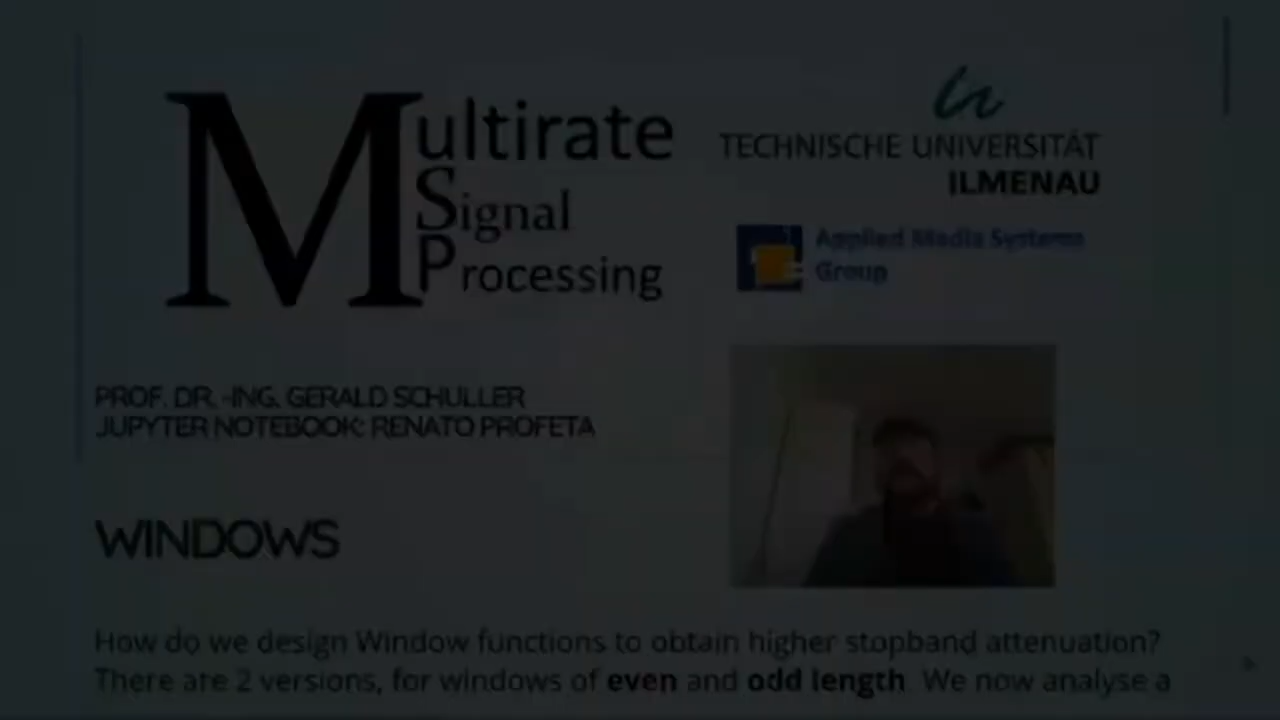 Multirate
Signal
Processing
TECHNISCHE UNIVERSITÄT
ILMENAU
Applied Media Systems
Group
PROF. DR. -ING. GERALD SCHULLER
JUPYTER NOTEBOOK: RENATO PROFETA
WINDOWS
How do we design Window functions to obtain higher stopband attenuation?
There are 2 versions, for windows of even and odd length. We now analyse a